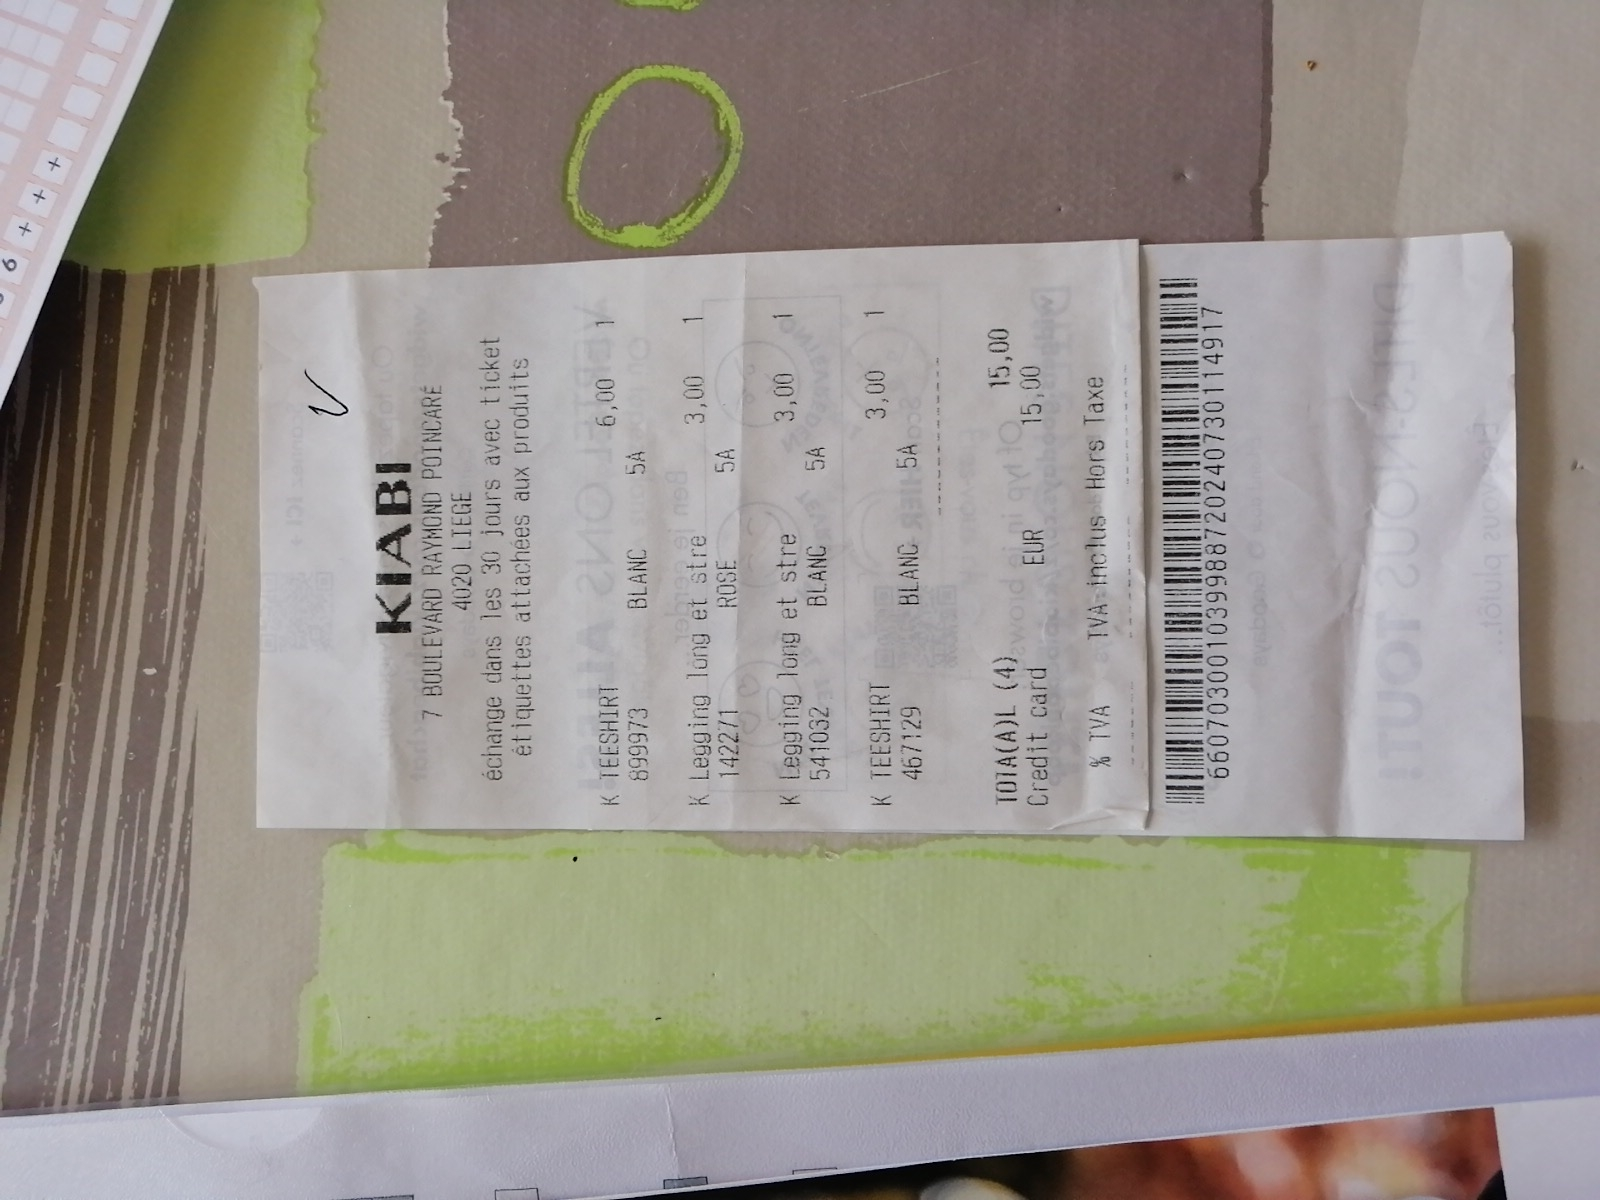 KIABI
7 BOULEVARD RAYMOND POINCARÉ
4020 LIEGE
échange dans les 30 jours avec ticket
étiquettes attachées aux produits
K TEESHIRT 6,00 1
899973 BLANC 5A
K Legging long et stre 3,00 1
1422771 ROSE 5A
K Legging long et stre 3,00 1
541032 BLANC 5A
K TEESHIRT 3,00 1
467129 BLANC 5A
TOTA(A)L (4) 15,00
Credit card EUR 15,00
% TVA TVA inclus Hors Taxe
6607030010399887202407301114917